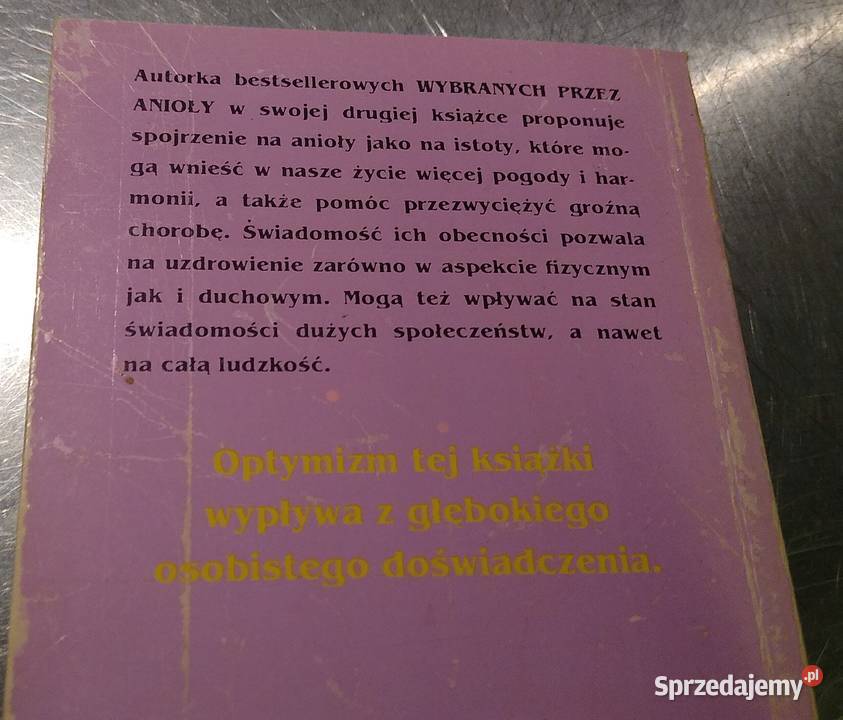 Autorka bestsellerowych WYBRANYCH PRZEZ
ANIOŁY w swojej drugiej książce proponuje
spojrzenie na anioły jako na istoty, które mo-
gą wnieść w nasze życie więcej pogody i har-
monii, a także pomóc przezwyciężyć groźną
chorobę. Świadomość ich obecności pozwala
na uzdrowienie zarówno w aspekcie fizycznym
jak i duchowym. Mogą też wpływać na stan
świadomości dużych społeczeństw, a nawet
na całą ludzkość.
Optymizm tej książki
wypływa z głębokiego
osobistego doświadczenia.
Sprzedajemy.pl